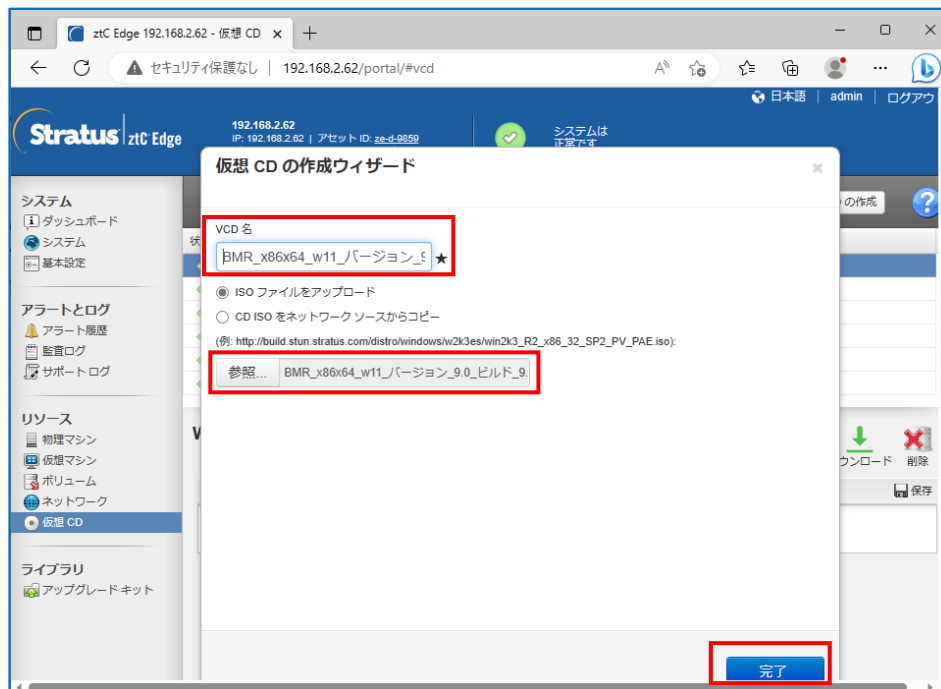 ztC Edge 192.168.2.62 - 仮想 CD
セキュリティ保護なし | 192.168.2.62/portal/#vcd
日本語 | admin | ログアウ
Stratus ztC Edge
192.168.2.62
IP: 192.168.2.62 | アセット ID: ze-d-9859
システムは
正常です
仮想 CD の作成ウィザード
の作成
システム
ダッシュボード
システム
基本設定
アラートとログ
アラート履歴
監査ログ
サポート ログ
リソース
物理マシン
仮想マシン
ボリューム
ネットワーク
仮想 CD
ライブラリ
アップグレード キット
状
VCD 名
BMR_x86x64_w11_バージョン_9
ISO ファイルをアップロード
CD ISO をネットワーク ソースからコピー
(例: http://build.stun.stratus.com/distro/windows/w2k3es/win2k3_R2_x86_32_SP2_PV_PAE.iso):
参照... BMR_x86x64_w11_バージョン_9.0_ビルド_9.
ウンロード 削除
保存
完了